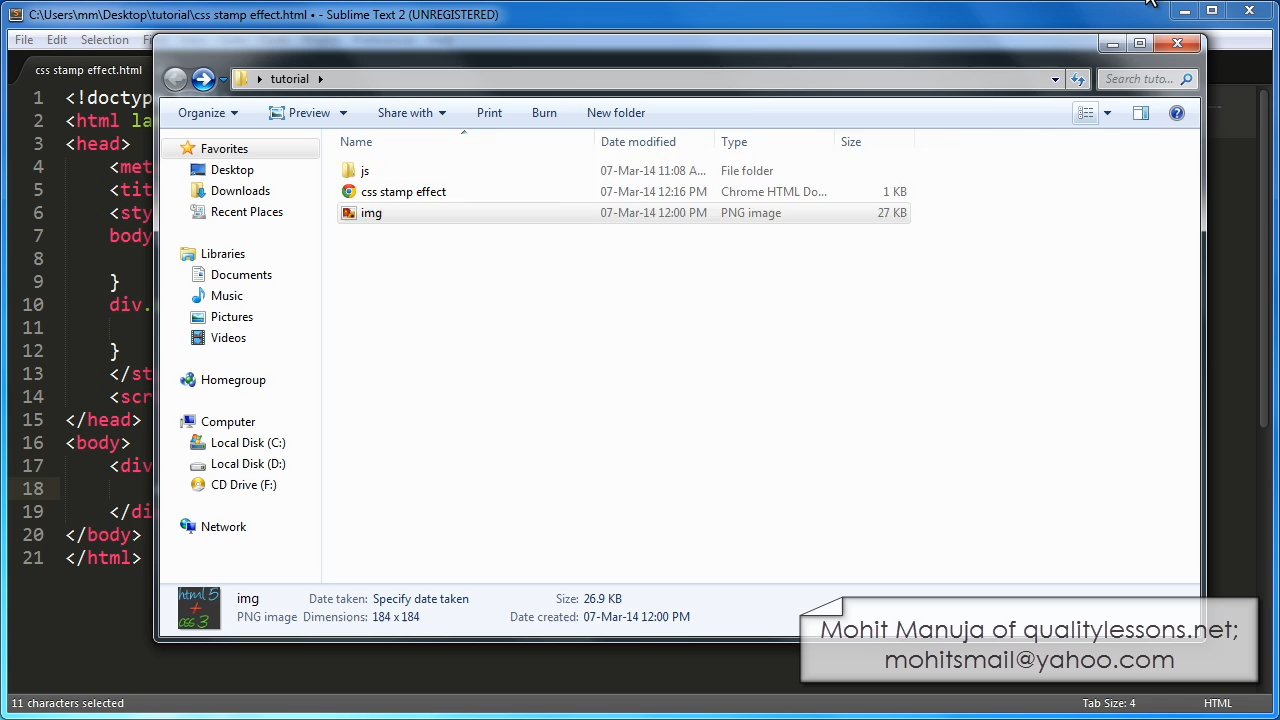 C:\Users\mm\Desktop\tutorial\css stamp effect.html • - Sublime Text 2 (UNREGISTERED)
File Edit Selection
css stamp effect.html
tutorial
Search tuto...
Organize Preview Share with Print Burn New folder
Name Date modified Type Size
js 07-Mar-14 11:08 A... File folder
css stamp effect 07-Mar-14 12:16 PM Chrome HTML Do... 1 KB
img 07-Mar-14 12:00 PM PNG image 27 KB
Favorites
Desktop
Downloads
Recent Places
Libraries
Documents
Music
Pictures
Videos
Homegroup
Computer
Local Disk (C:)
Local Disk (D:)
CD Drive (F:)
Network
1 <!doctyp
2 <html la
3 <head>
4 <met
5 <tit
6 <sty
7 body
8
9 }
10 div.
11
12 }
13 </st
14 <scr
15 </head>
16 <body>
17 <div
18
19 </di
20 </body>
21 </html>
html 5
+
css 3
img Date taken: Specify date taken Size: 26.9 KB
PNG image Dimensions: 184 x 184 Date created: 07-Mar-14 12:00 PM
Mohit Manuja of qualitylessons.net;
mohitsmail@yahoo.com
11 characters selected Tab Size: 4 HTML